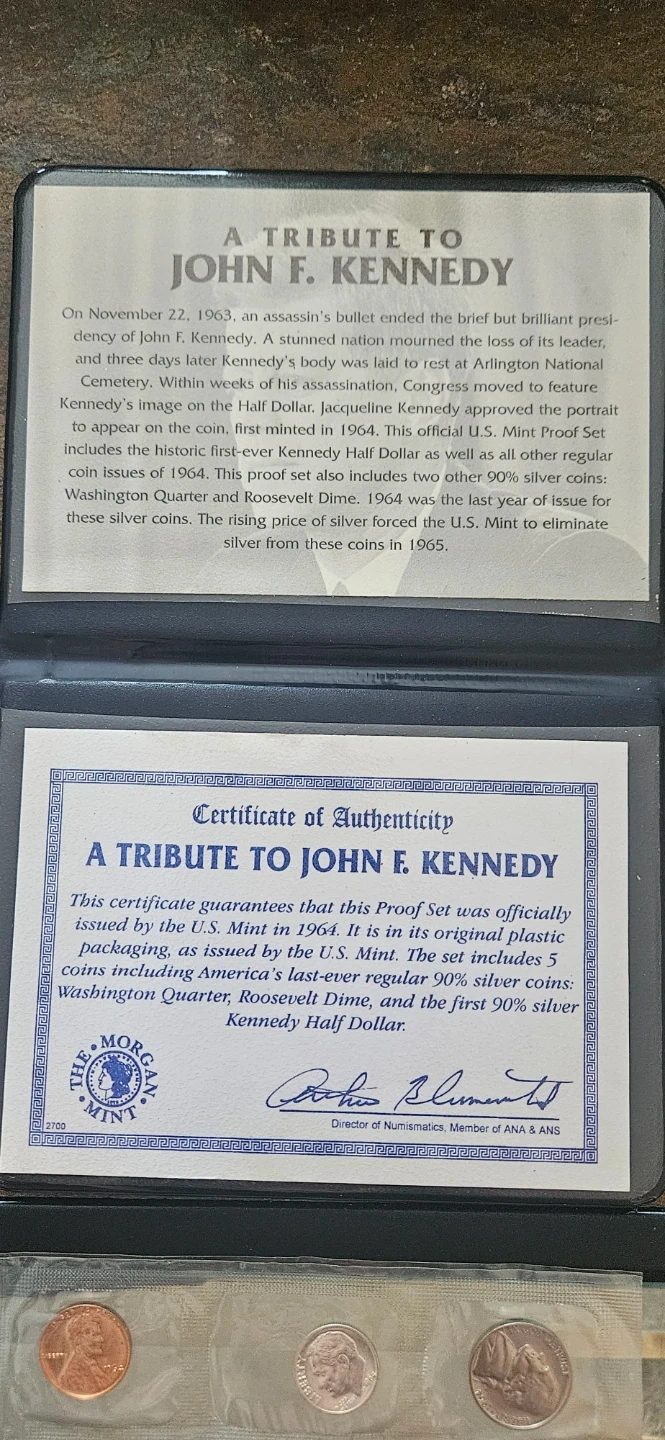 A TRIBUTE TO
JOHN F. KENNEDY
On November 22, 1963, an assassin's bullet ended the brief but brilliant presi-
dency of John F. Kennedy. A stunned nation mourned the loss of its leader,
and three days later Kennedy's body was laid to rest at Arlington National
Cemetery. Within weeks of his assassination, Congress moved to feature
Kennedy's image on the Half Dollar. Jacqueline Kennedy approved the portrait
to appear on the coin, first minted in 1964. This official U.S. Mint Proof Set
includes the historic first-ever Kennedy Half Dollar as well as all other regular
coin issues of 1964. This proof set also includes two other 90% silver coins:
Washington Quarter and Roosevelt Dime. 1964 was the last year of issue for
these silver coins. The rising price of silver forced the U.S. Mint to eliminate
silver from these coins in 1965.
Certificate of Authenticity
A TRIBUTE TO JOHN F. KENNEDY
This certificate guarantees that this Proof Set was officially
issued by the U.S. Mint in 1964. It is in its original plastic
packaging, as issued by the U.S. Mint. The set includes 5
coins including America's last-ever regular 90% silver coins:
Washington Quarter, Roosevelt Dime, and the first 90% silver
Kennedy Half Dollar.
THE • MORGAN • MINT •
2700
Director of Numismatics, Member of ANA & ANS
LIBERTY
LIBERTY